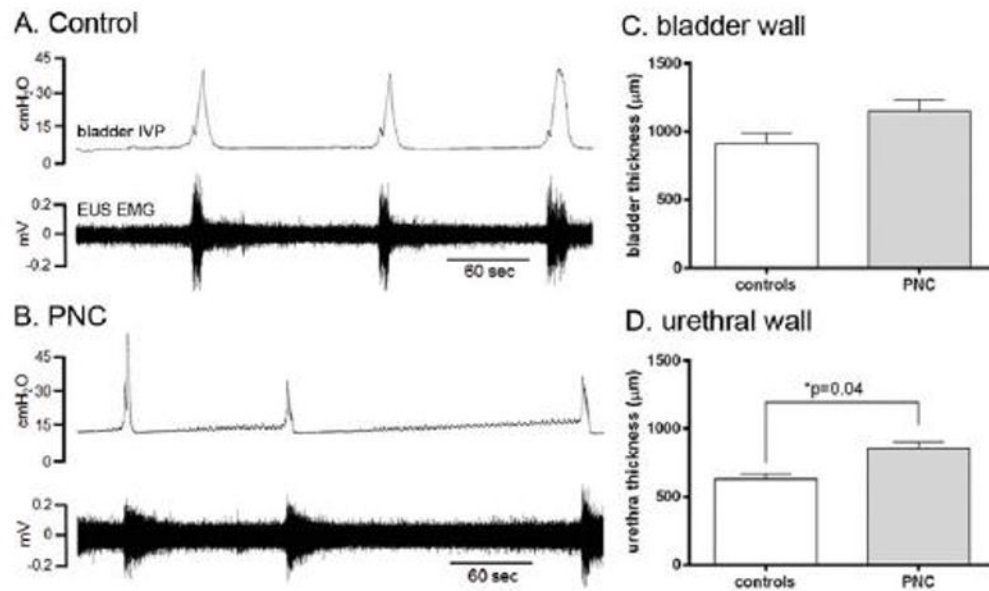 A. Control
45
30
15
0
cmH₂O
bladder IVP
EUS EMG
0.2
0
-0.2
mV
60 sec
B. PNC
45
30
15
0
cmH₂O
0.2
0
-0.2
mV
60 sec
C. bladder wall
1500
1000
500
0
bladder thickness (μm)
controls PNC
D. urethral wall
1500
1000
500
0
urethra thickness (μm)
*p=0.04
controls PNC